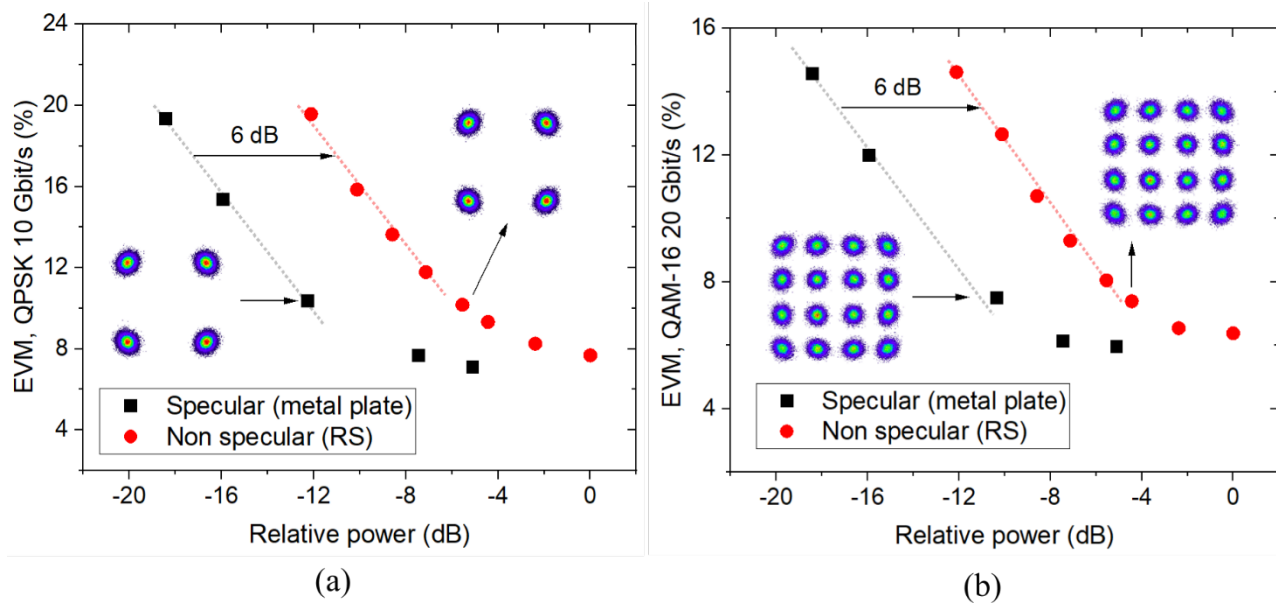 24
20
16
12
8
4
EVM, QPSK 10 Gbit/s (%)
6 dB
Specular (metal plate)
Non specular (RS)
-20
-16
-12
-8
-4
0
Relative power (dB)
(a)
b)
16
12
8
4
EVM, QAM-16 20 Gbit/s (%)
6 dB
Specular (metal plate)
Non specular (RS)
-20
-16
-12
-8
-4
0
Relative power (dB)
(b)
a)